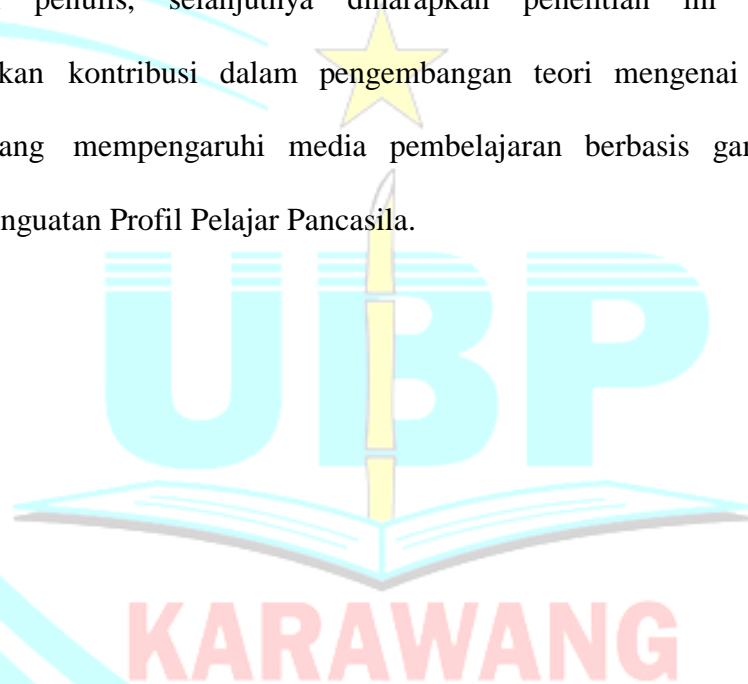 penulis, selanjutnya diharapkan penelitian ini
kan kontribusi dalam pengembangan teori mengenai
ang mempengaruhi media pembelajaran berbasis
nguatan Profil Pelajar Pancasila.
UBP
KARAWANG